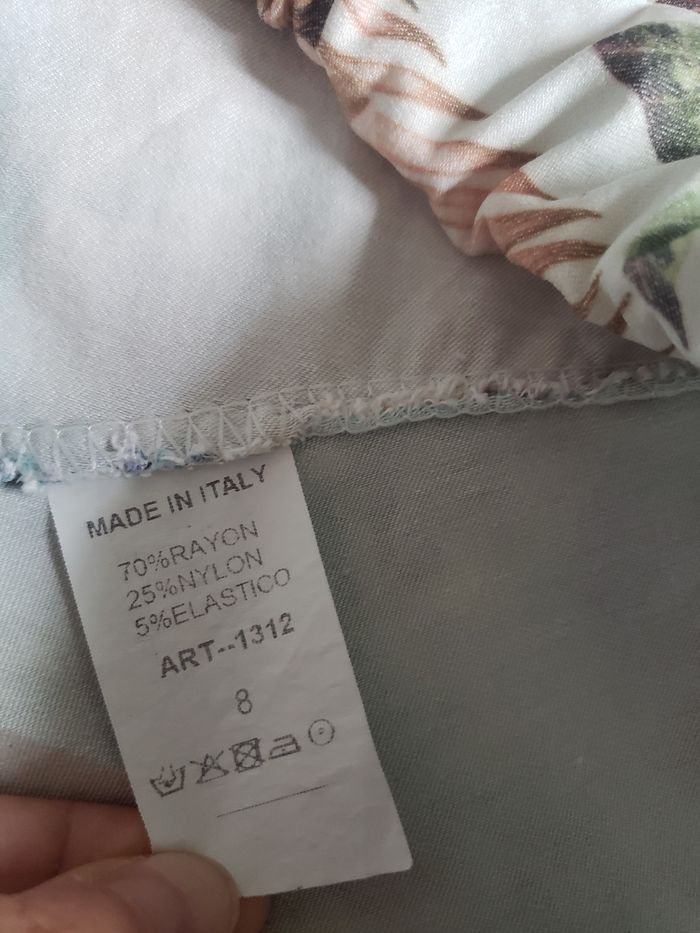 MADE IN ITALY
70%RAYON
25%NYLON
5%ELASTICO
ART--1312
8